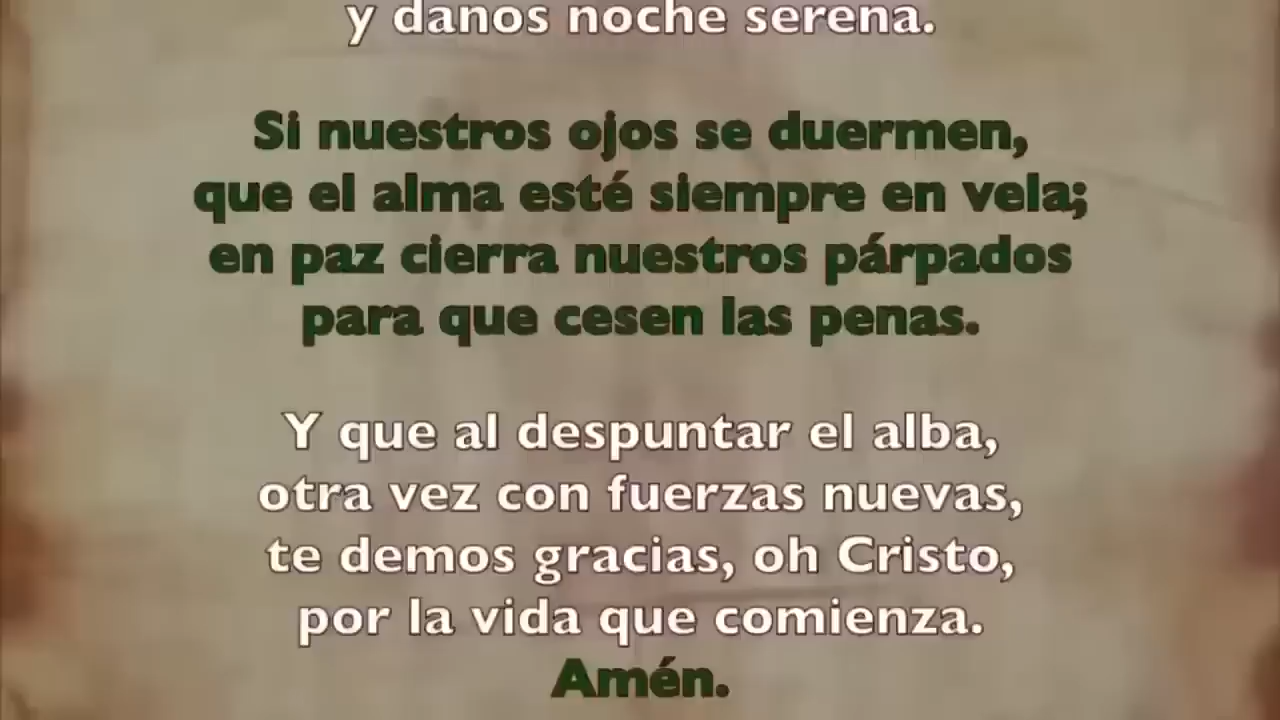 y danos noche serena.
Si nuestros ojos se duermen,
que el alma esté siempre en vela;
en paz cierra nuestros párpados
para que cesen las penas.
Y que al despuntar el alba,
otra vez con fuerzas nuevas,
te demos gracias, oh Cristo,
por la vida que comienza.
Amén.